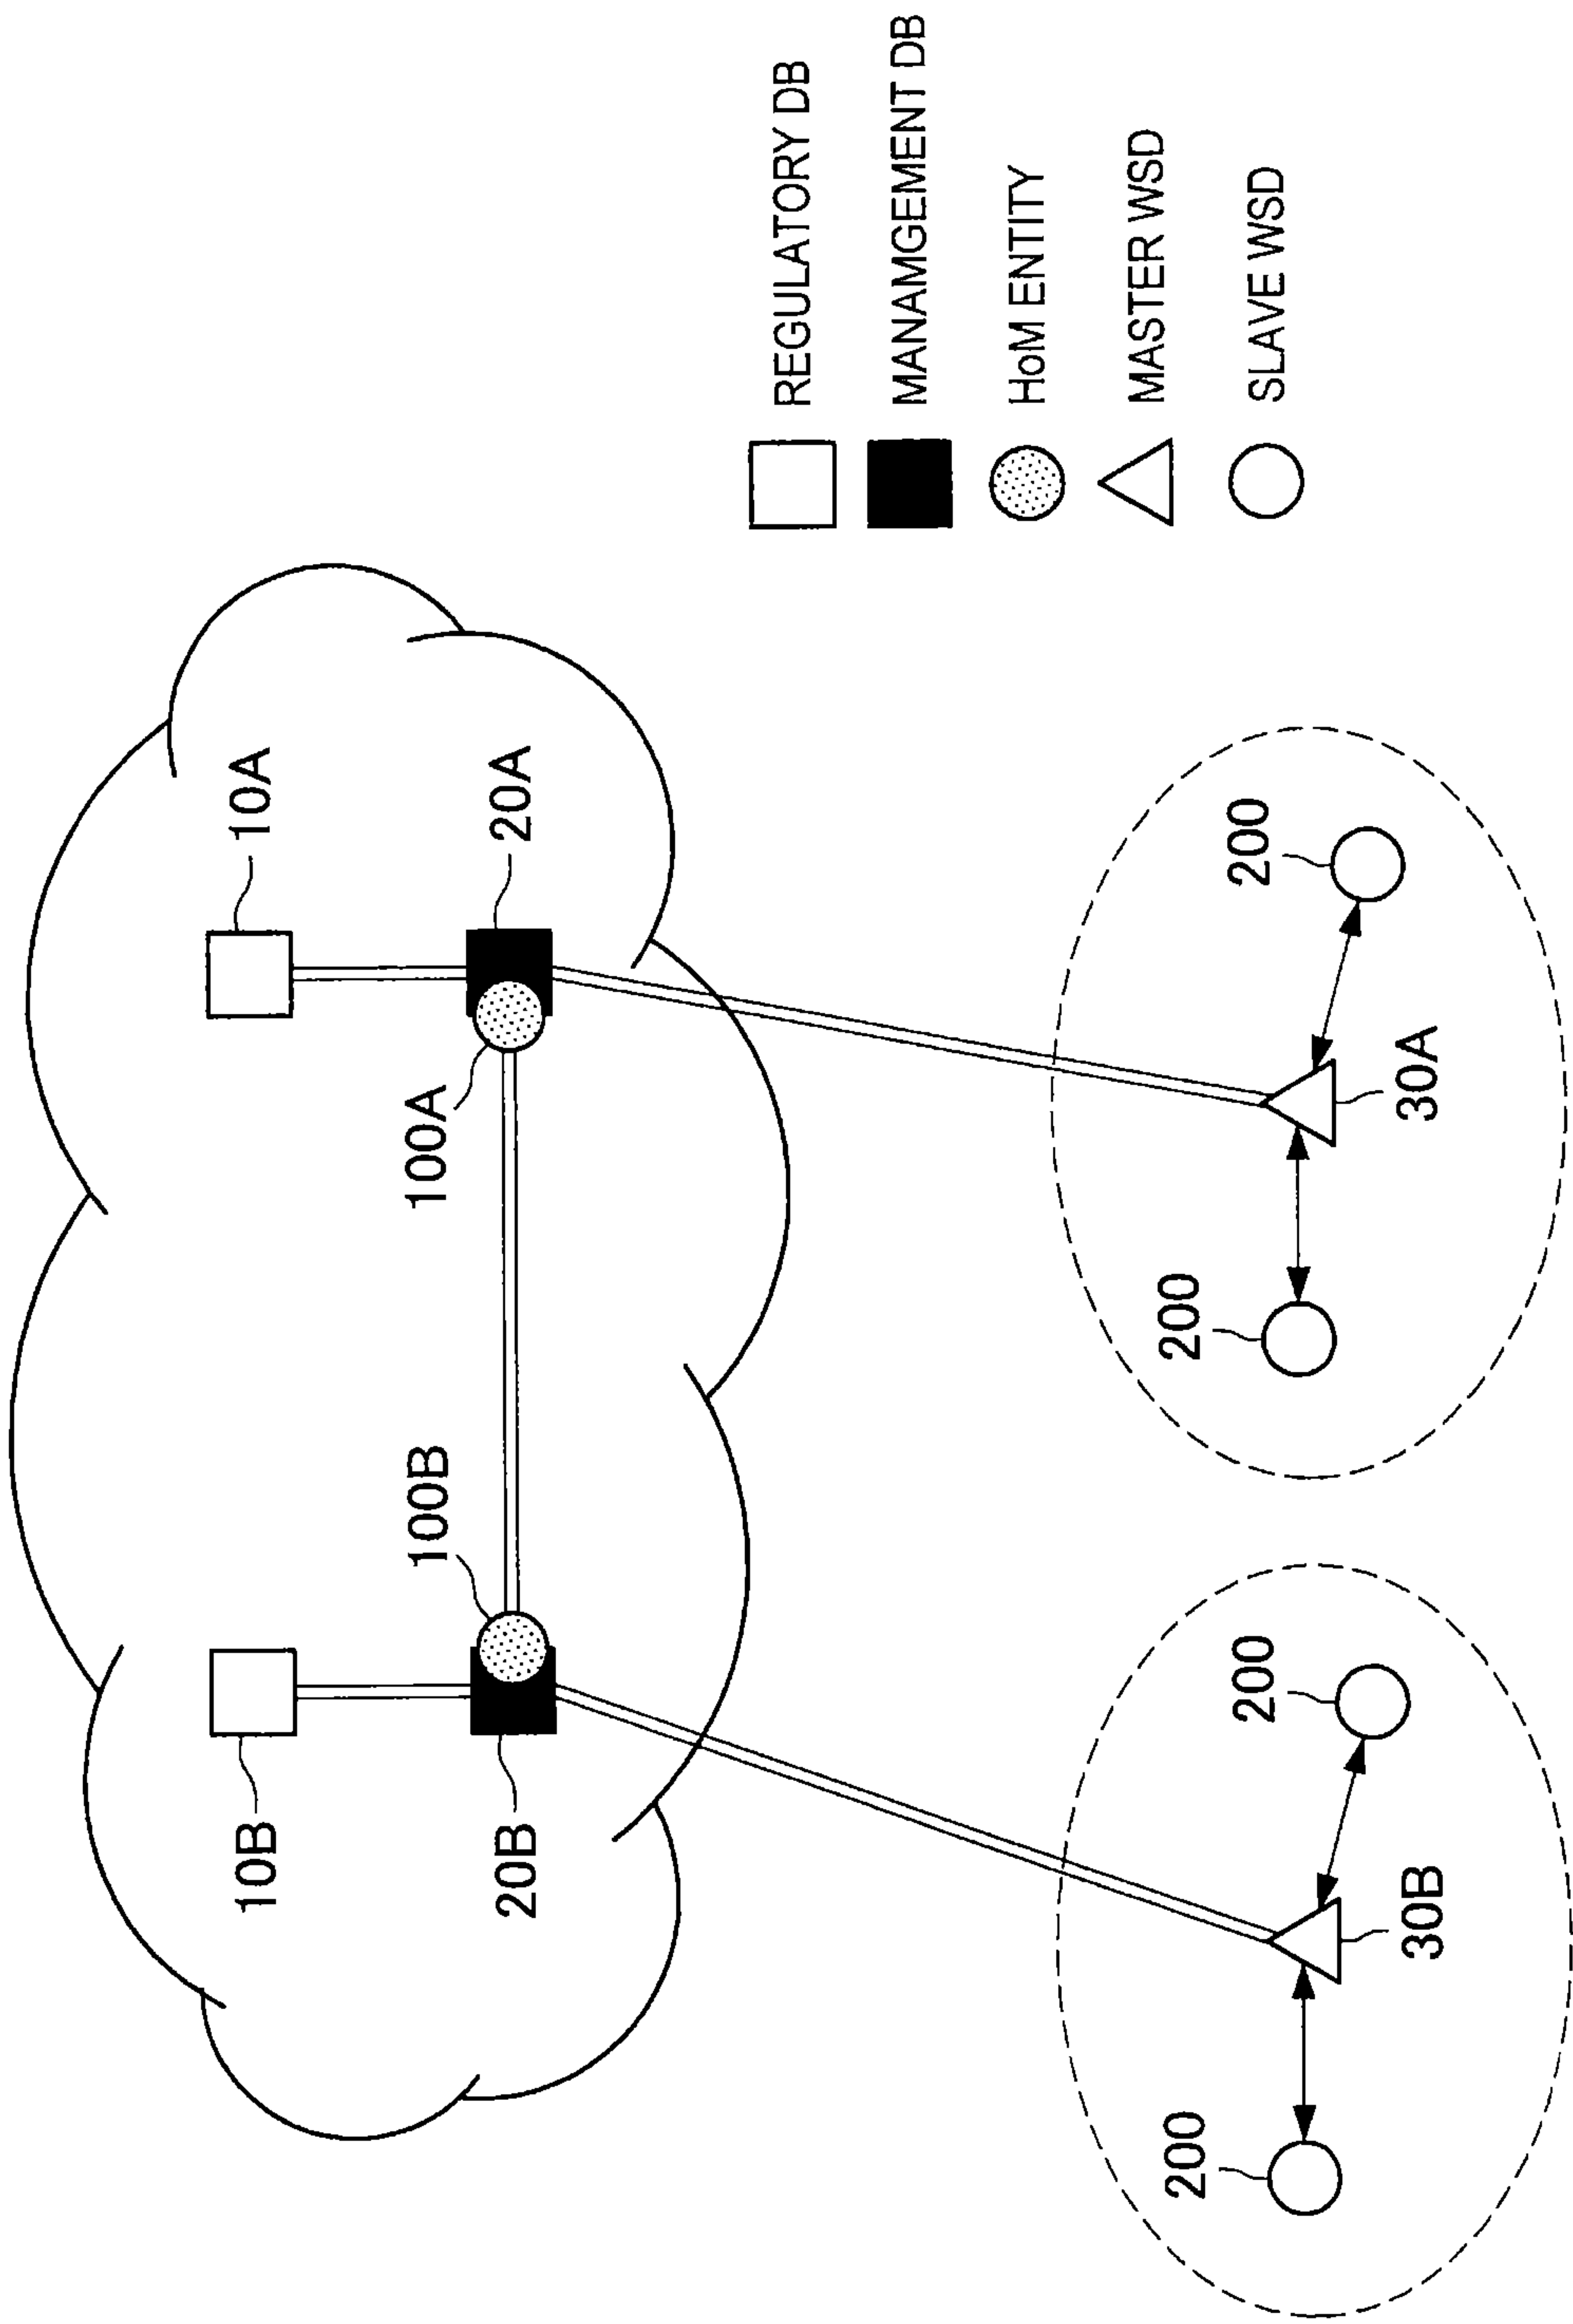 10B
10A
100B
100A
20B
20A
200
200
30B
200
200
30A
REGULATORY DB
MANAMGEMENT DB
HoM ENTITY
MASTER WSD
SLAVE WSD